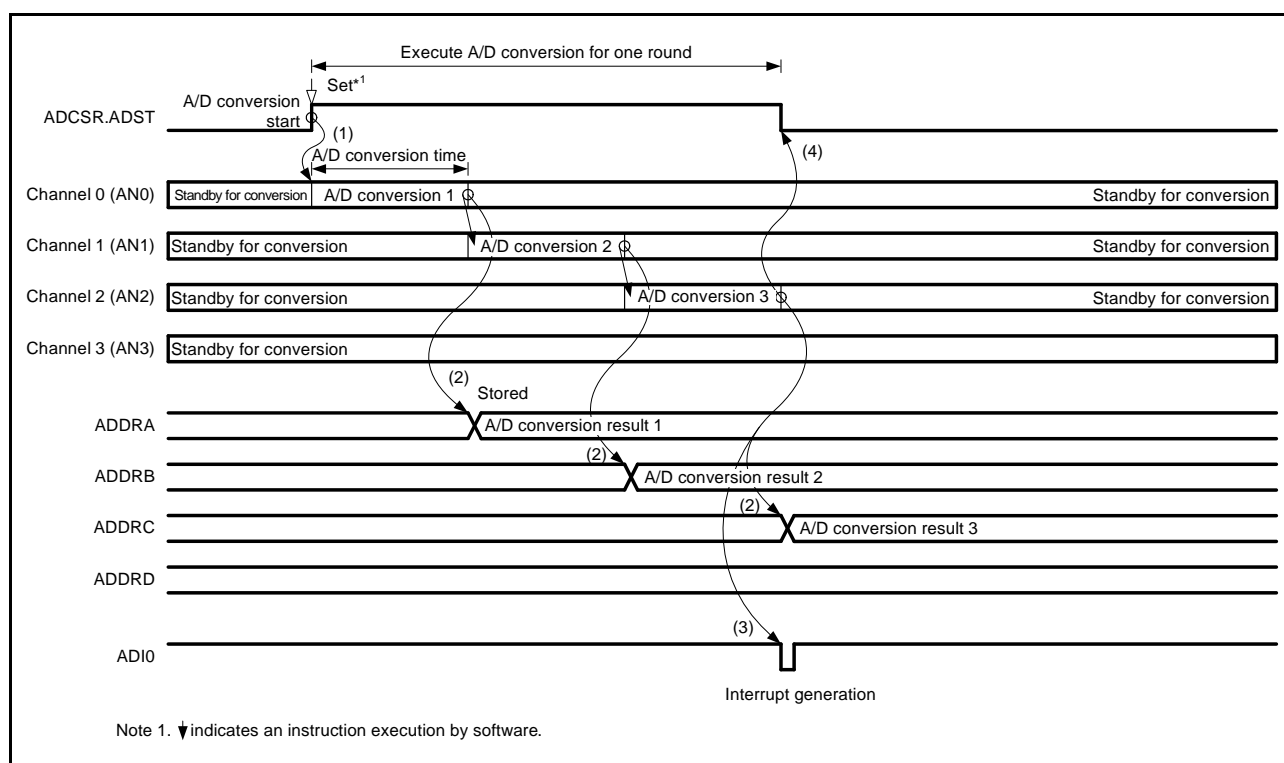 Execute A/D conversion for one round
Set*1
A/D conversion
start
ADCSR.ADST
(1)
(4)
A/D conversion time
Channel 0 (AN0) Standby for conversion A/D conversion 1 Standby for conversion
Channel 1 (AN1) Standby for conversion A/D conversion 2 Standby for conversion
Channel 2 (AN2) Standby for conversion A/D conversion 3 Standby for conversion
Channel 3 (AN3) Standby for conversion
(2) Stored
ADDRA A/D conversion result 1
(2)
ADDRB A/D conversion result 2
(2)
ADDRC A/D conversion result 3
ADDRD
(3)
ADI0
Interrupt generation
Note 1. indicates an instruction execution by software.